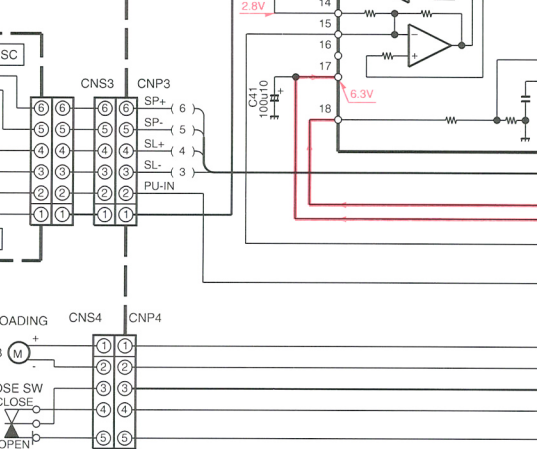 14
2.8V
15
SC
16
17
CNS3 CNP3
C41
100µ10
6.3V
6 6 6 6 SP+ ( 6 )
18
5 5 5 5 SP- ( 5 )
4 4 4 4 SL+ ( 4 )
3 3 3 3 SL- ( 3 )
2 2 2 2 PU-IN
1 1 1 1
CNS4 CNP4
OADING
+
M
-
1 1
2 2
3 3
OSE SW
CLOSE
4 4
OPEN
5 5